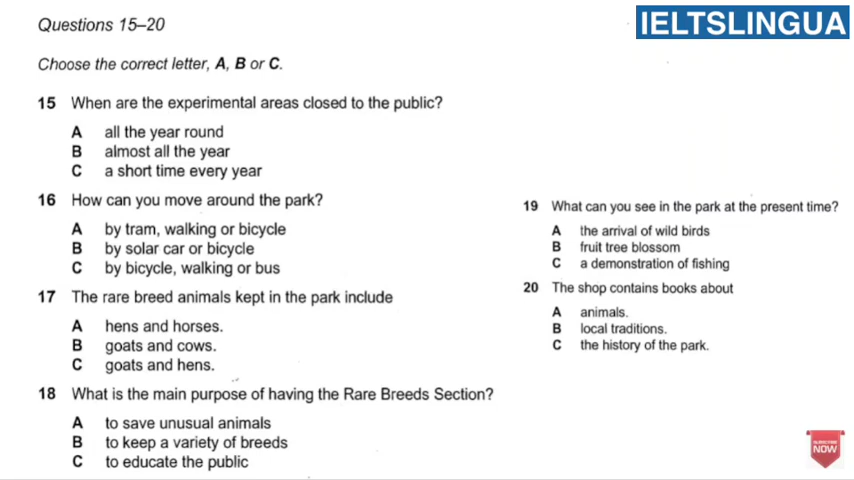 Questions 15–20
IELTSLINGUA
Choose the correct letter, A, B or C.
15 When are the experimental areas closed to the public?
A all the year round
B almost all the year
C a short time every year
16 How can you move around the park?
A by tram, walking or bicycle
B by solar car or bicycle
C by bicycle, walking or bus
17 The rare breed animals kept in the park include
A hens and horses.
B goats and cows.
C goats and hens.
18 What is the main purpose of having the Rare Breeds Section?
A to save unusual animals
B to keep a variety of breeds
C to educate the public
19 What can you see in the park at the present time?
A the arrival of wild birds
B fruit tree blossom
C a demonstration of fishing
20 The shop contains books about
A animals.
B local traditions.
C the history of the park.
SUBSCRIBE
NOW